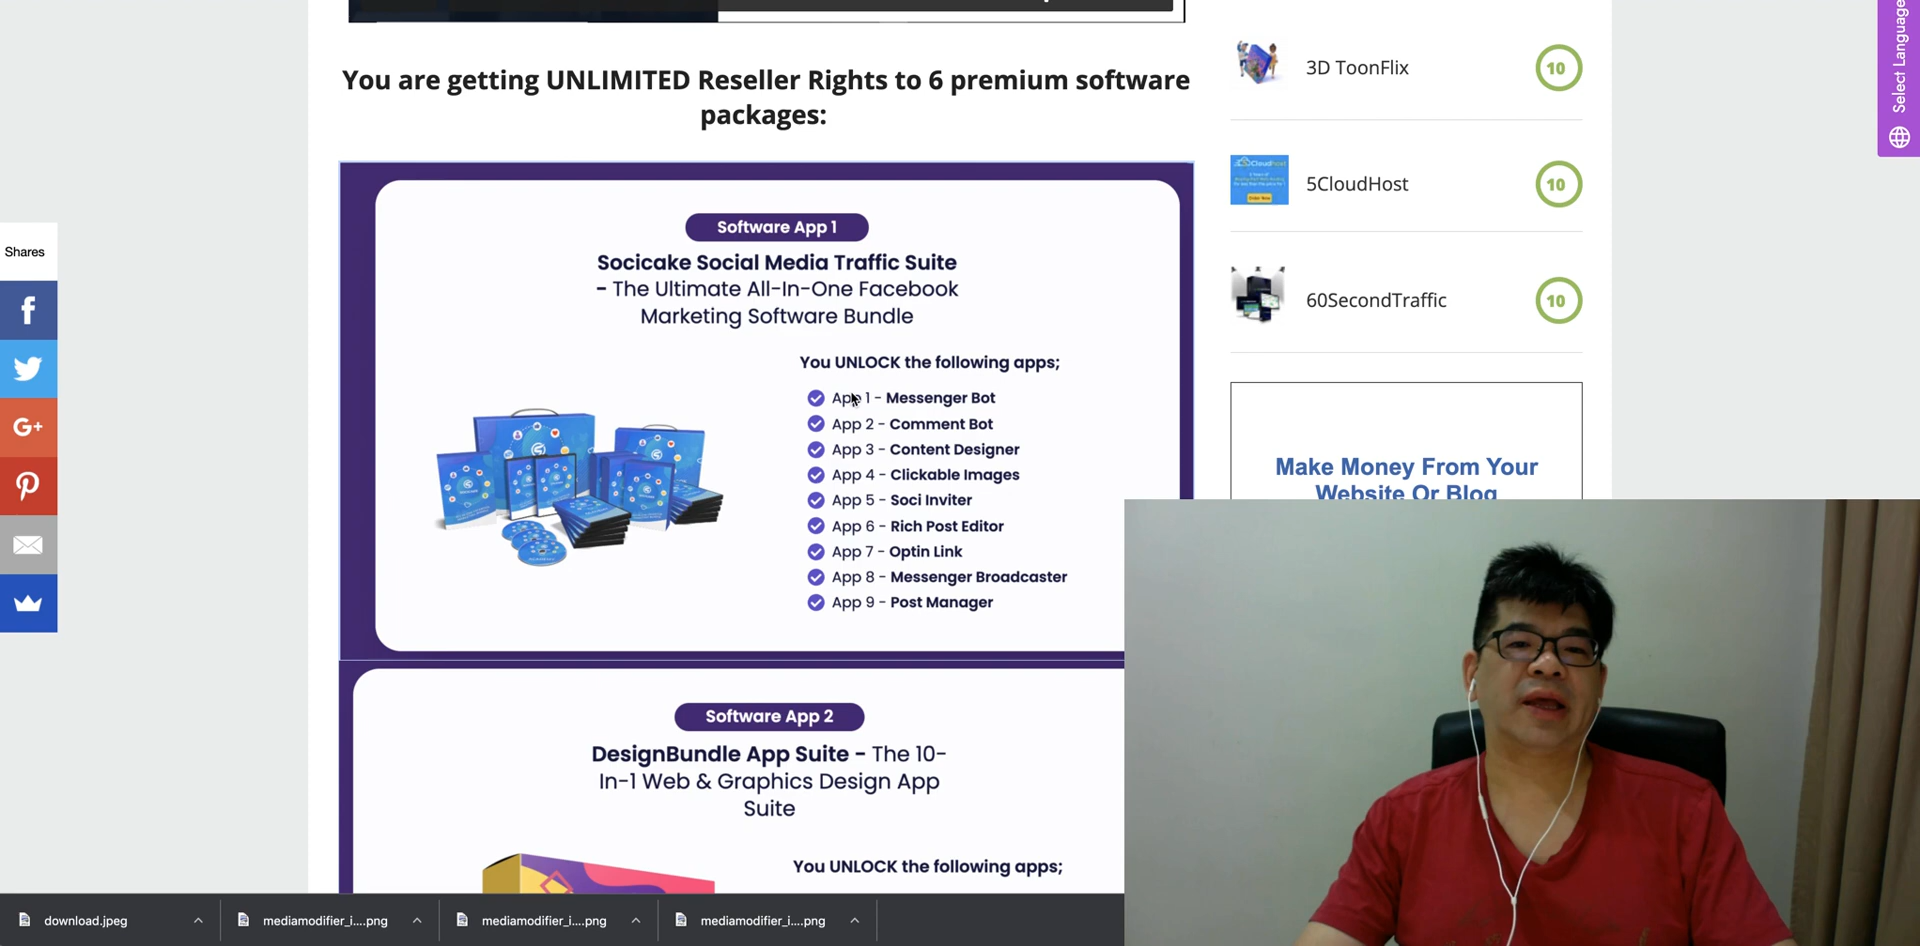 You are getting UNLIMITED Reseller Rights to 6 premium software
packages:
Software App 1
Socicake Social Media Traffic Suite
- The Ultimate All-In-One Facebook
Marketing Software Bundle
You UNLOCK the following apps;
App 1 - Messenger Bot
App 2 - Comment Bot
App 3 - Content Designer
App 4 - Clickable Images
App 5 - Soci Inviter
App 6 - Rich Post Editor
App 7 - Optin Link
App 8 - Messenger Broadcaster
App 9 - Post Manager
Software App 2
DesignBundle App Suite - The 10-
In-1 Web & Graphics Design App
Suite
You UNLOCK the following apps;
3D ToonFlix
10
5CloudHost
10
60SecondTraffic
10
Make Money From Your
Website Or Blog
Select Language
Shares
G+
download.jpeg
mediamodifier_i....png
mediamodifier_i....png
mediamodifier_i....png